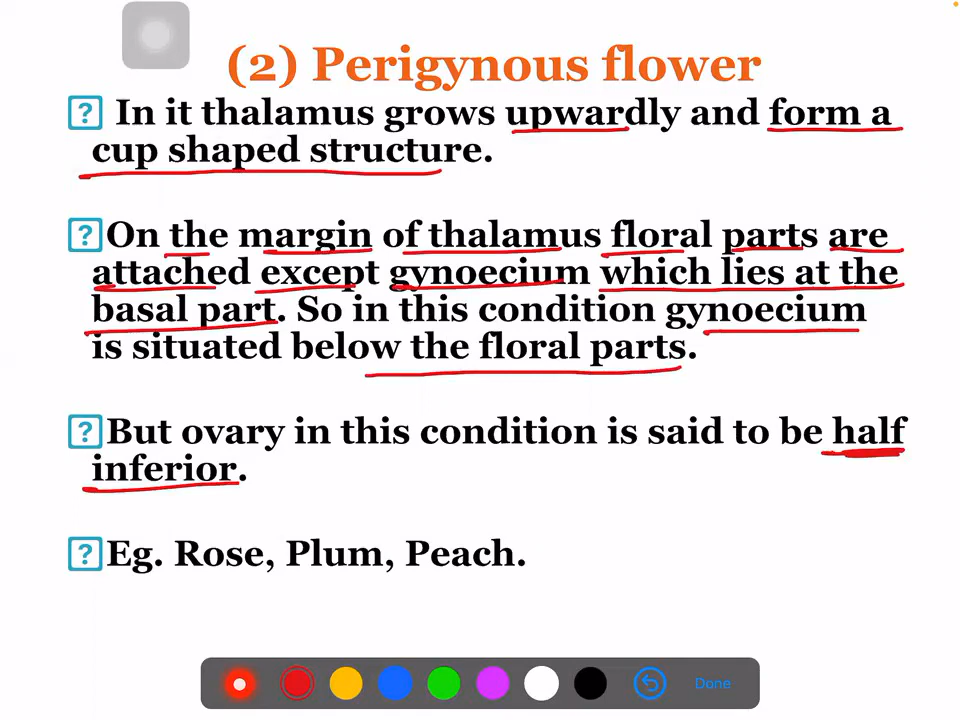 (2) Perigynous flower
? In it thalamus grows upwardly and form a
cup shaped structure.
? On the margin of thalamus floral parts are
attached except gynoecium which lies at the
basal part. So in this condition gynoecium
is situated below the floral parts.
? But ovary in this condition is said to be half
inferior.
? Eg. Rose, Plum, Peach.
Done